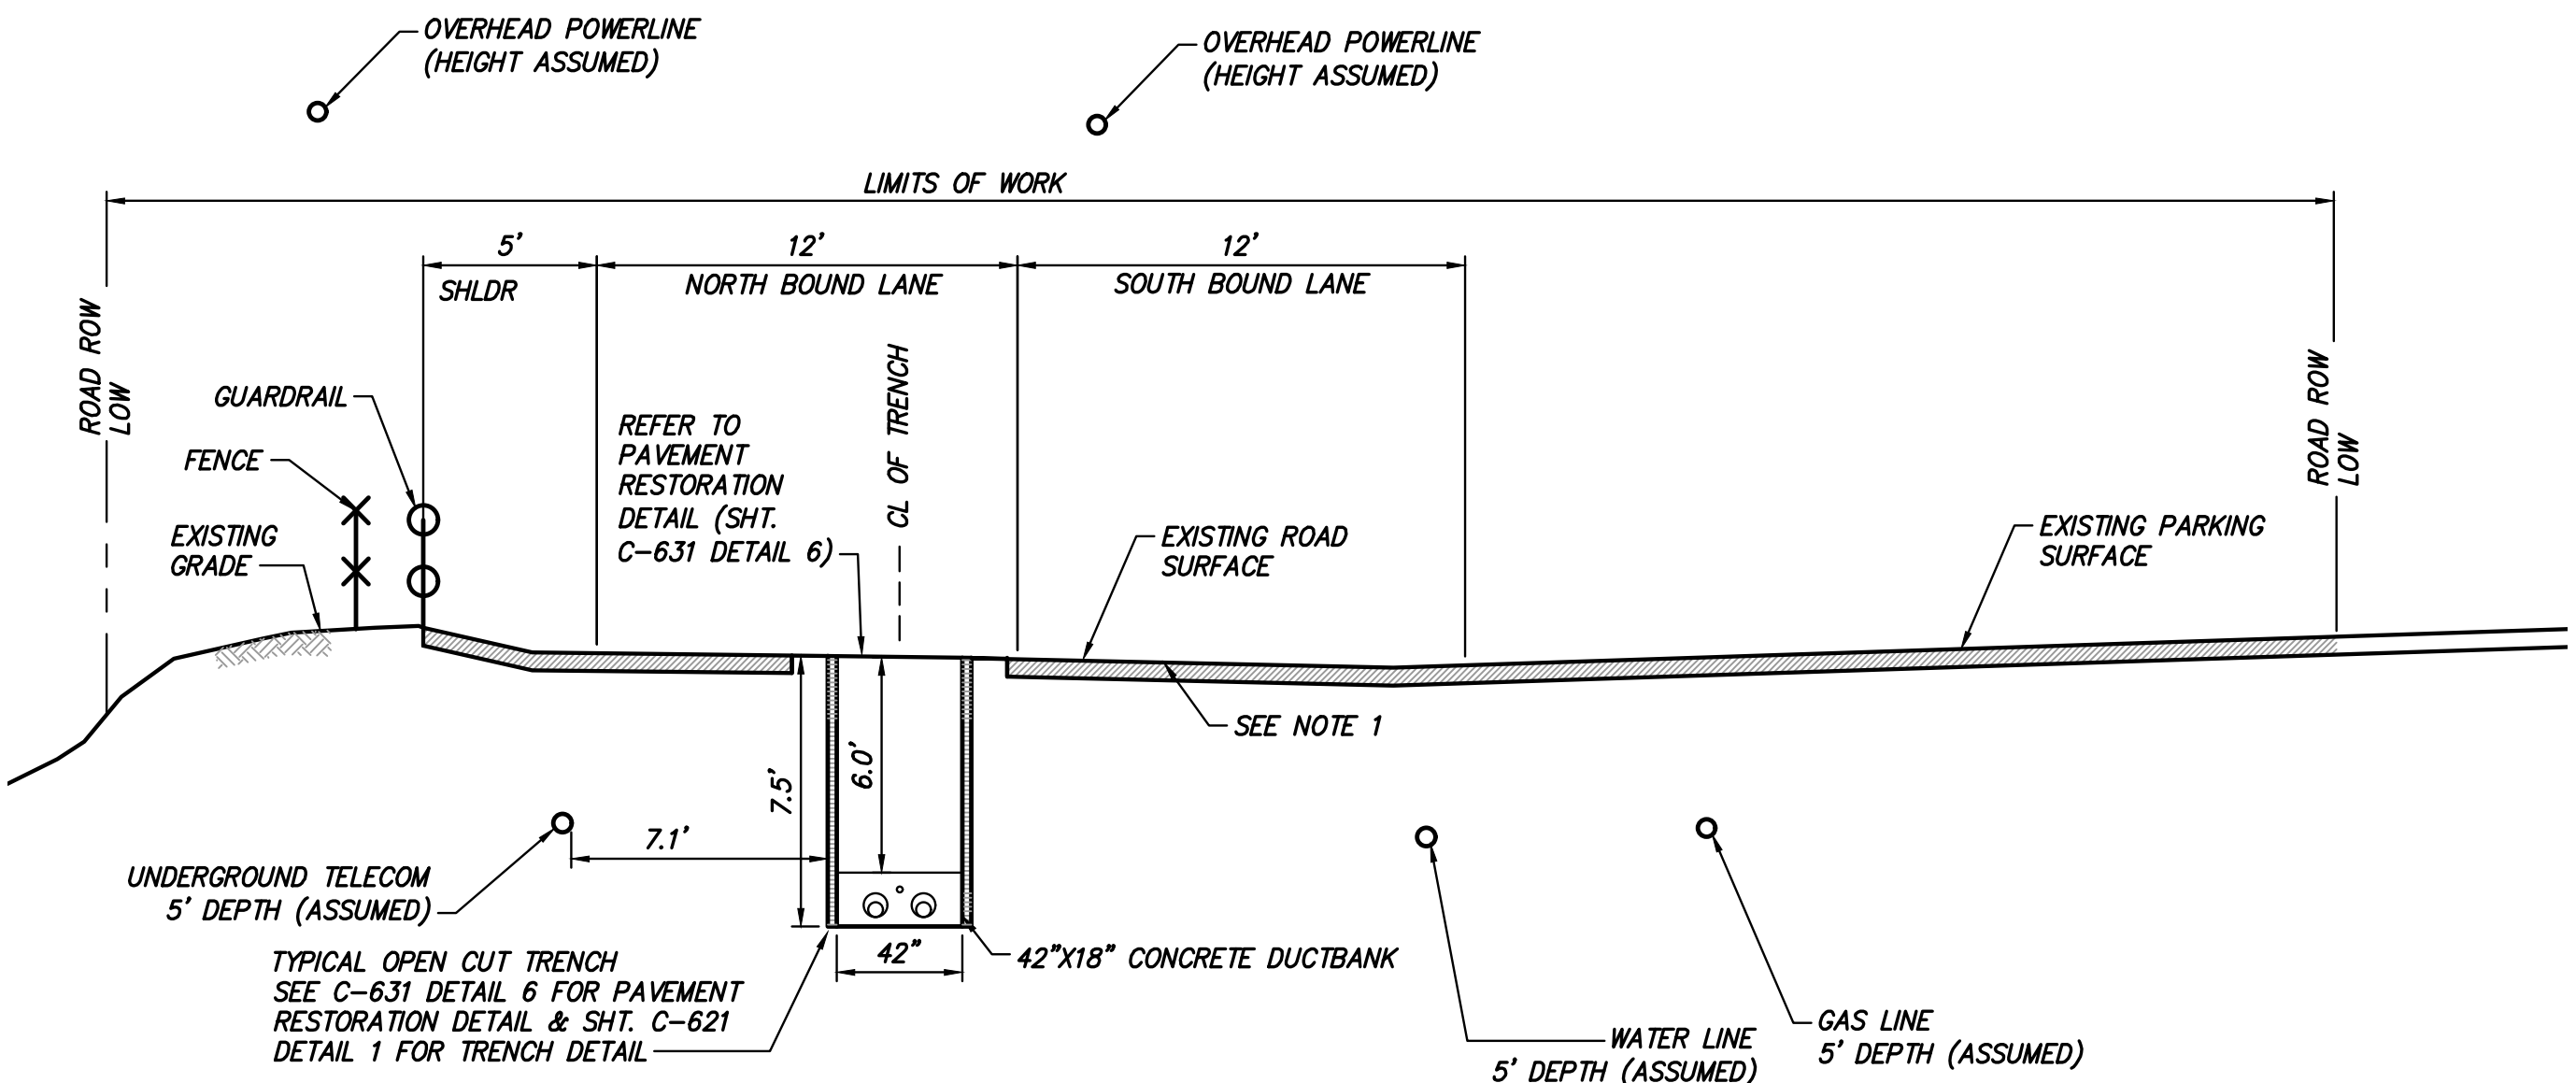 OVERHEAD POWERLINE
(HEIGHT ASSUMED)
OVERHEAD POWERLINE
(HEIGHT ASSUMED)
LIMITS OF WORK
5'
SHLDR
12'
NORTH BOUND LANE
12'
SOUTH BOUND LANE
ROAD ROW
LOW
ROAD ROW
LOW
GUARDRAIL
FENCE
EXISTING
GRADE
REFER TO
PAVEMENT
RESTORATION
DETAIL (SHT.
C-631 DETAIL 6)
CL OF TRENCH
EXISTING ROAD
SURFACE
EXISTING PARKING
SURFACE
SEE NOTE 1
7.5'
6.0'
7.1'
UNDERGROUND TELECOM
5' DEPTH (ASSUMED)
42"
42"X18" CONCRETE DUCTBANK
TYPICAL OPEN CUT TRENCH
SEE C-631 DETAIL 6 FOR PAVEMENT
RESTORATION DETAIL & SHT. C-621
DETAIL 1 FOR TRENCH DETAIL
WATER LINE
5' DEPTH (ASSUMED)
GAS LINE
5' DEPTH (ASSUMED)